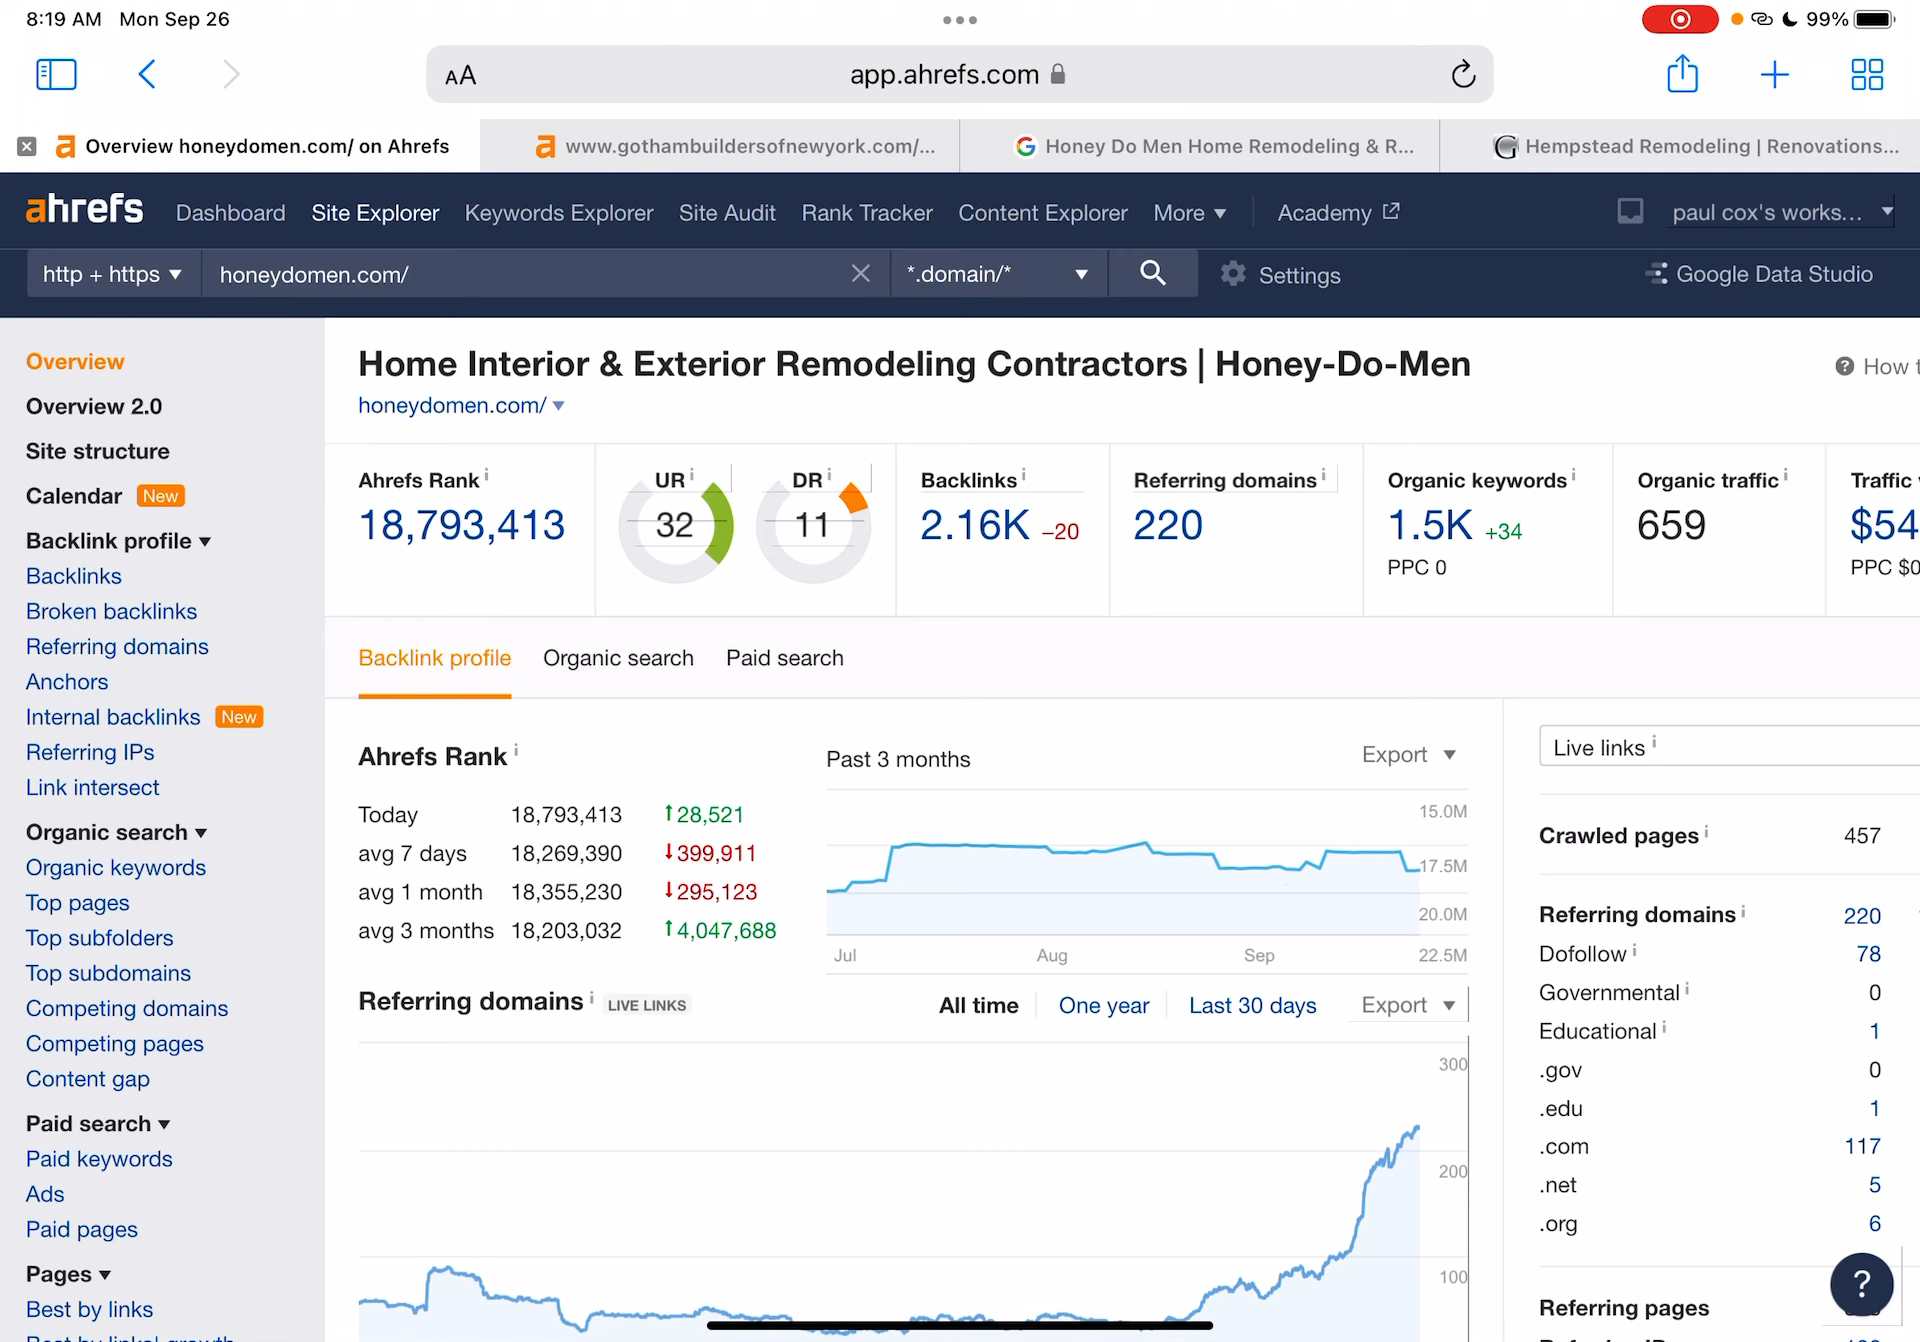 8:19 AM Mon Sep 26
99%
AA
app.ahrefs.com
Overview honeydomen.com/ on Ahrefs
www.gothambuildersofnewyork.com/...
Honey Do Men Home Remodeling & R...
Hempstead Remodeling | Renovations...
ahrefs
Dashboard
Site Explorer
Keywords Explorer
Site Audit
Rank Tracker
Content Explorer
More
Academy
paul cox's works...
http + https
honeydomen.com/
*.domain/*
Settings
Google Data Studio
Overview
Overview 2.0
Site structure
Calendar New
Backlink profile
Backlinks
Broken backlinks
Referring domains
Anchors
Internal backlinks New
Referring IPs
Link intersect
Organic search
Organic keywords
Top pages
Top subfolders
Top subdomains
Competing domains
Competing pages
Content gap
Paid search
Paid keywords
Ads
Paid pages
Pages
Best by links
Home Interior & Exterior Remodeling Contractors | Honey-Do-Men
How t
honeydomen.com/
Ahrefs Rank i
18,793,413
UR i
32
DR i
11
Backlinks i
2.16K -20
Referring domains i
220
Organic keywords i
1.5K +34
PPC 0
Organic traffic i
659
Traffic
$54
PPC $0
Backlink profile
Organic search
Paid search
Ahrefs Rank i
Past 3 months
Export
Today 18,793,413 ↑28,521
avg 7 days 18,269,390 ↓399,911
avg 1 month 18,355,230 ↓295,123
avg 3 months 18,203,032 ↑4,047,688
15.0M
17.5M
20.0M
22.5M
Jul
Aug
Sep
Referring domains i LIVE LINKS
All time
One year
Last 30 days
Export
300
200
100
Live links i
Crawled pages i 457
Referring domains i 220
Dofollow i 78
Governmental i 0
Educational i 1
.gov 0
.edu 1
.com 117
.net 5
.org 6
?
Referring pages